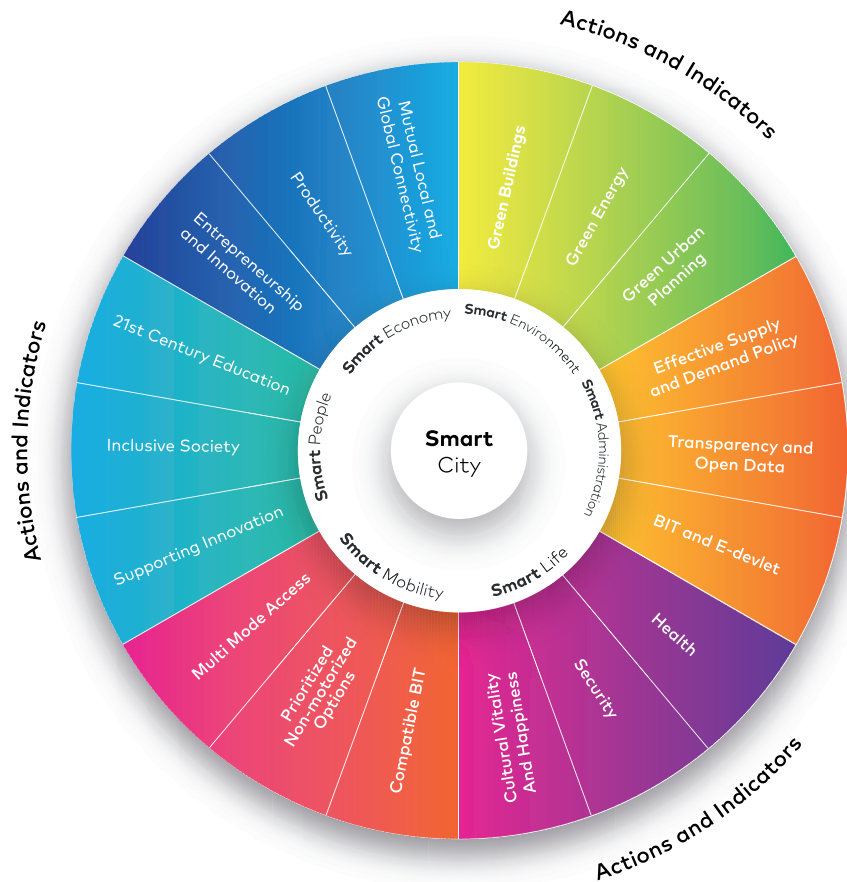 Actions and Indicators
Actions and Indicators
Actions and Indicators
Smart
City
Smart Environment
Green Buildings
Green Energy
Green Urban
Planning
Smart Administration
Effective Supply
and Demand Policy
Transparency and
Open Data
BIT and E-devlet
Smart Life
Health
Security
Cultural Vitality
And Happiness
Smart Mobility
Compatible BIT
Prioritized
Non-motorized
Options
Multi Mode Access
Smart People
Supporting Innovation
Inclusive Society
21st Century Education
Smart Economy
Entrepreneurship
and Innovation
Productivity
Mutual Local and
Global Connectivity